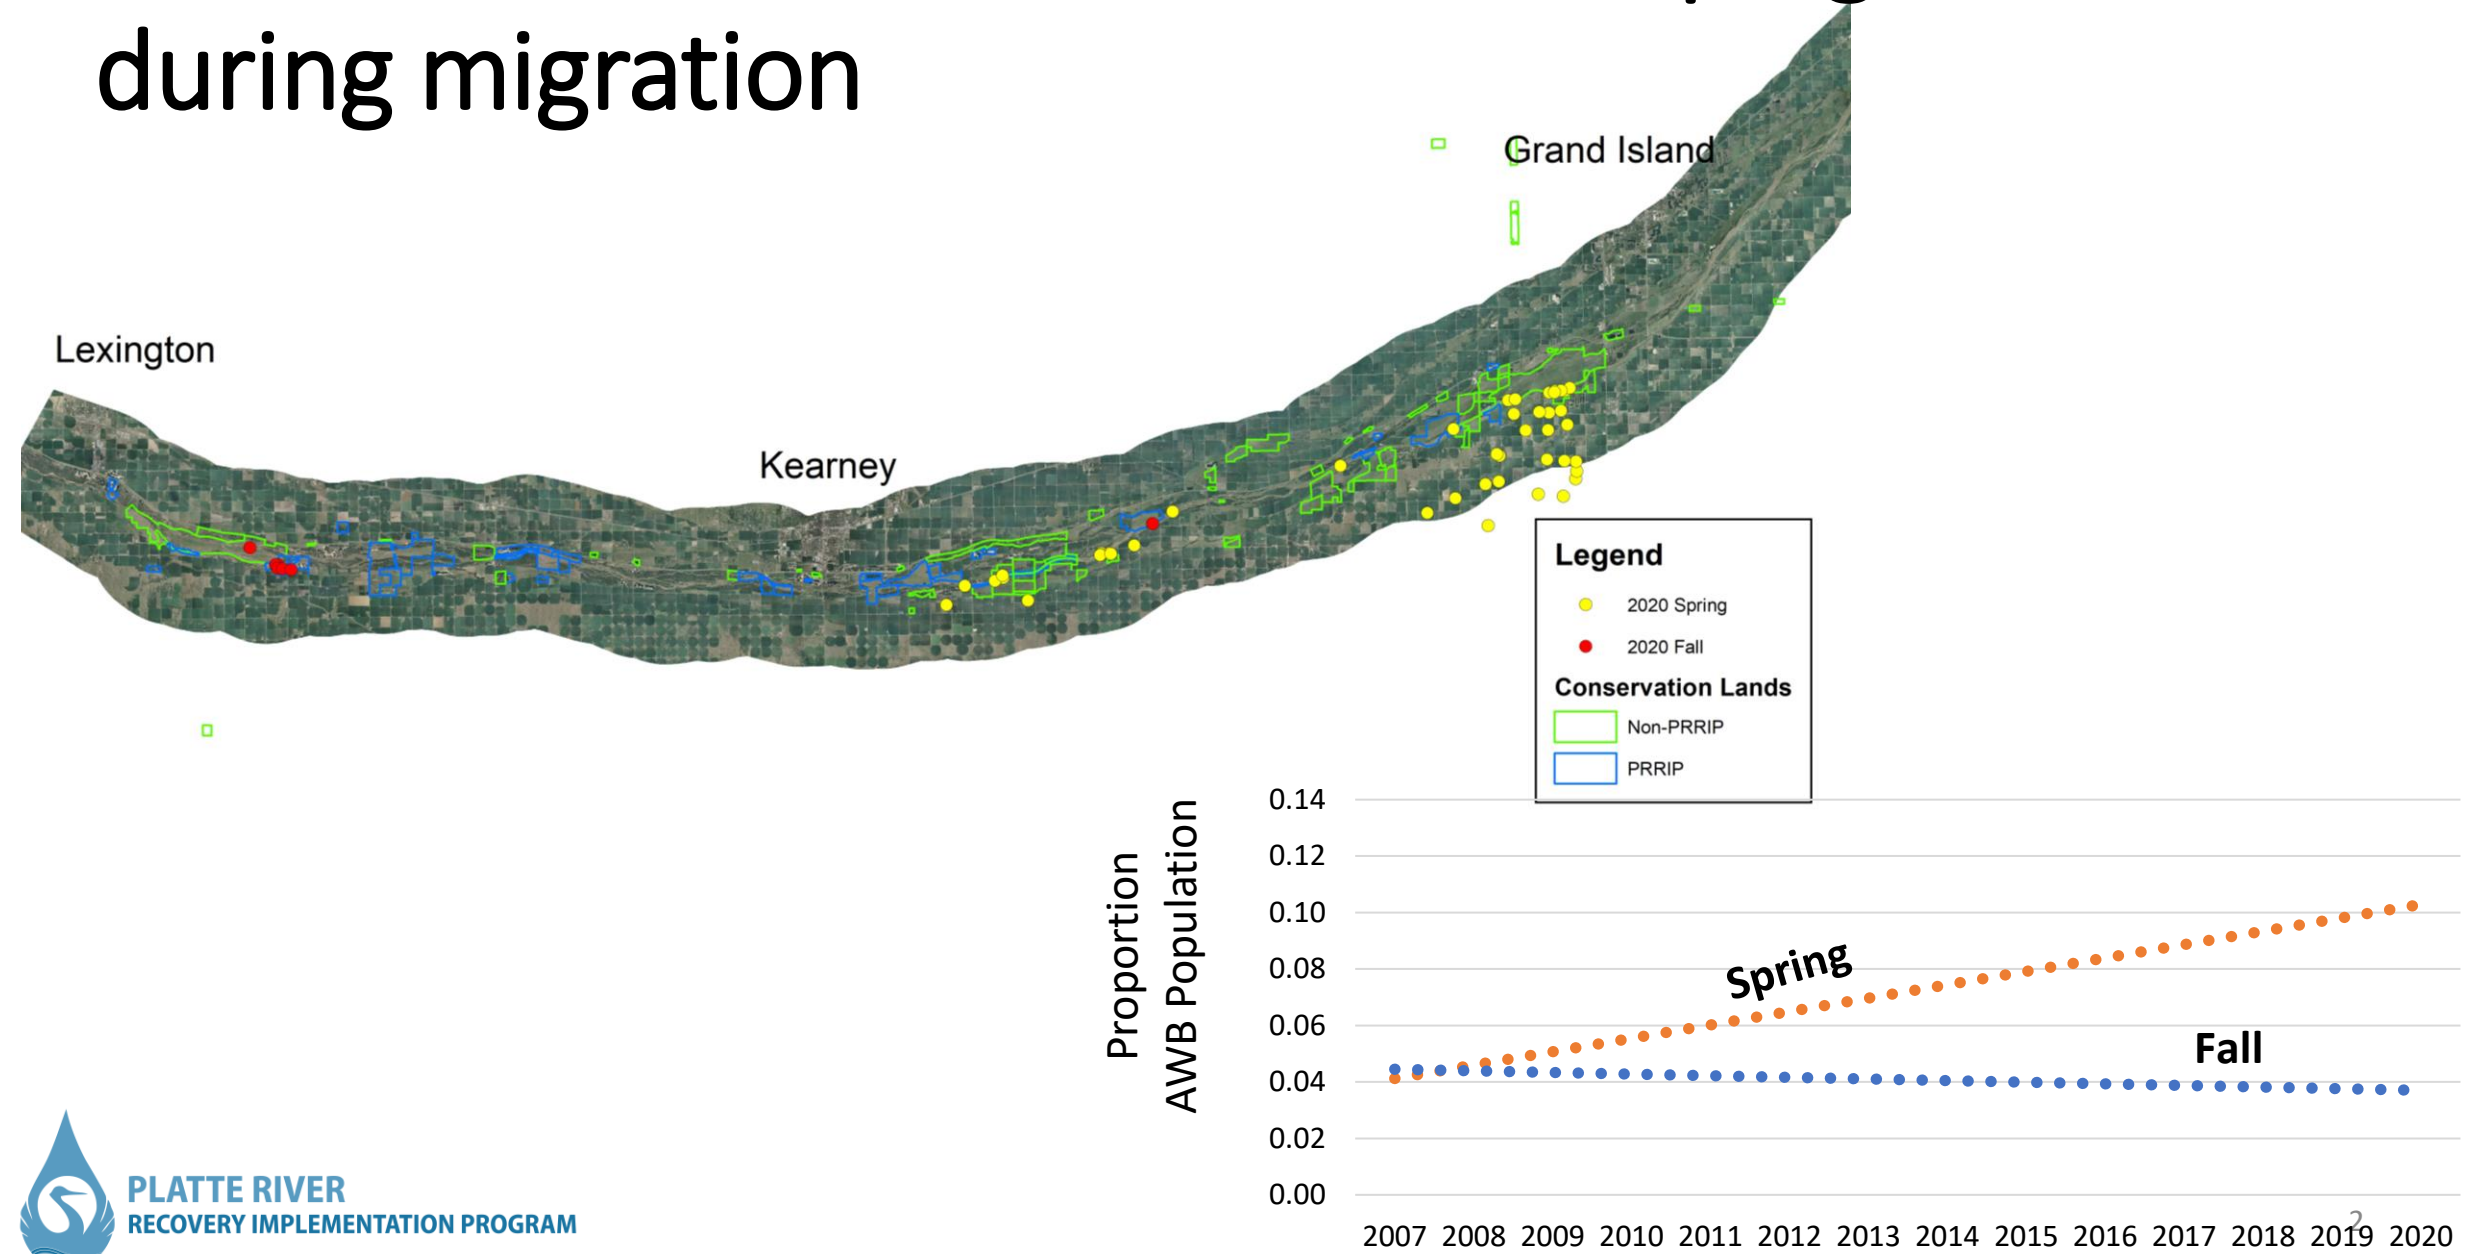 during migration
Grand Island
Lexington
Kearney
Legend
2020 Spring
2020 Fall
Conservation Lands
Non-PRRIP
PRRIP
Proportion
AWB Population
0.14
0.12
0.10
0.08
0.06
0.04
0.02
0.00
Spring
Fall
2007 2008 2009 2010 2011 2012 2013 2014 2015 2016 2017 2018 2019 2020
2
PLATTE RIVER
RECOVERY IMPLEMENTATION PROGRAM